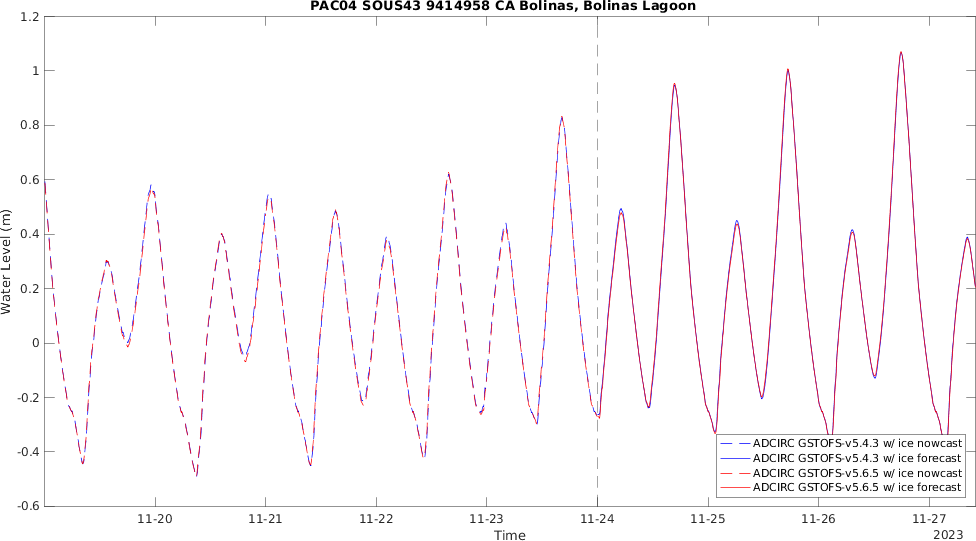 PAC04 SOUS43 9414958 CA Bolinas, Bolinas Lagoon
1.2
1
0.8
0.6
0.4
0.2
0
-0.2
-0.4
-0.6
Water Level (m)
ADCIRC GSTOFS-v5.4.3 w/ ice nowcast
ADCIRC GSTOFS-v5.4.3 w/ ice forecast
ADCIRC GSTOFS-v5.6.5 w/ ice nowcast
ADCIRC GSTOFS-v5.6.5 w/ ice forecast
11-20 11-21 11-22 11-23 11-24 11-25 11-26 11-27
Time
2023